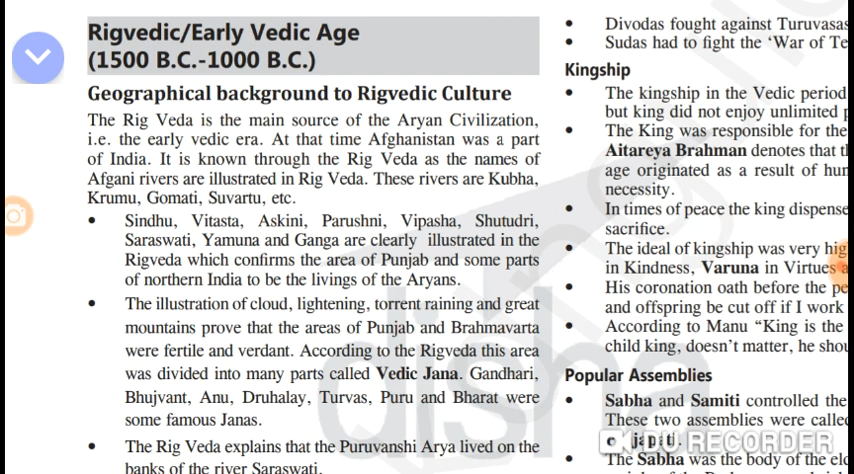 Rigvedic/Early Vedic Age
(1500 B.C.-1000 B.C.)
Geographical background to Rigvedic Culture
The Rig Veda is the main source of the Aryan Civilization,
i.e. the early vedic era. At that time Afghanistan was a part
of India. It is known through the Rig Veda as the names of
Afgani rivers are illustrated in Rig Veda. These rivers are Kubha,
Krumu, Gomati, Suvartu, etc.
• Sindhu, Vitasta, Askini, Parushni, Vipasha, Shutudri,
Saraswati, Yamuna and Ganga are clearly illustrated in the
Rigveda which confirms the area of Punjab and some parts
of northern India to be the livings of the Aryans.
• The illustration of cloud, lightening, torrent raining and great
mountains prove that the areas of Punjab and Brahmavarta
were fertile and verdant. According to the Rigveda this area
was divided into many parts called Vedic Jana. Gandhari,
Bhujvant, Anu, Druhalay, Turvas, Puru and Bharat were
some famous Janas.
• The Rig Veda explains that the Puruvanshi Arya lived on the
banks of the river Saraswati.
• Divodas fought against Turuvasas
• Sudas had to fight the ‘War of Te
Kingship
• The kingship in the Vedic period
but king did not enjoy unlimited p
• The King was responsible for the
Aitareya Brahman denotes that t
age originated as a result of hum
necessity.
• In times of peace the king dispense
sacrifice.
• The ideal of kingship was very hig
in Kindness, Varuna in Virtues a
• His coronation oath before the pe
and offspring be cut off if I work
• According to Manu “King is the
child king, doesn’t matter, he shou
Popular Assemblies
• Sabha and Samiti controlled the
These two assemblies were called
japati.
• The Sabha was the body of the eld
disha
RECORDER